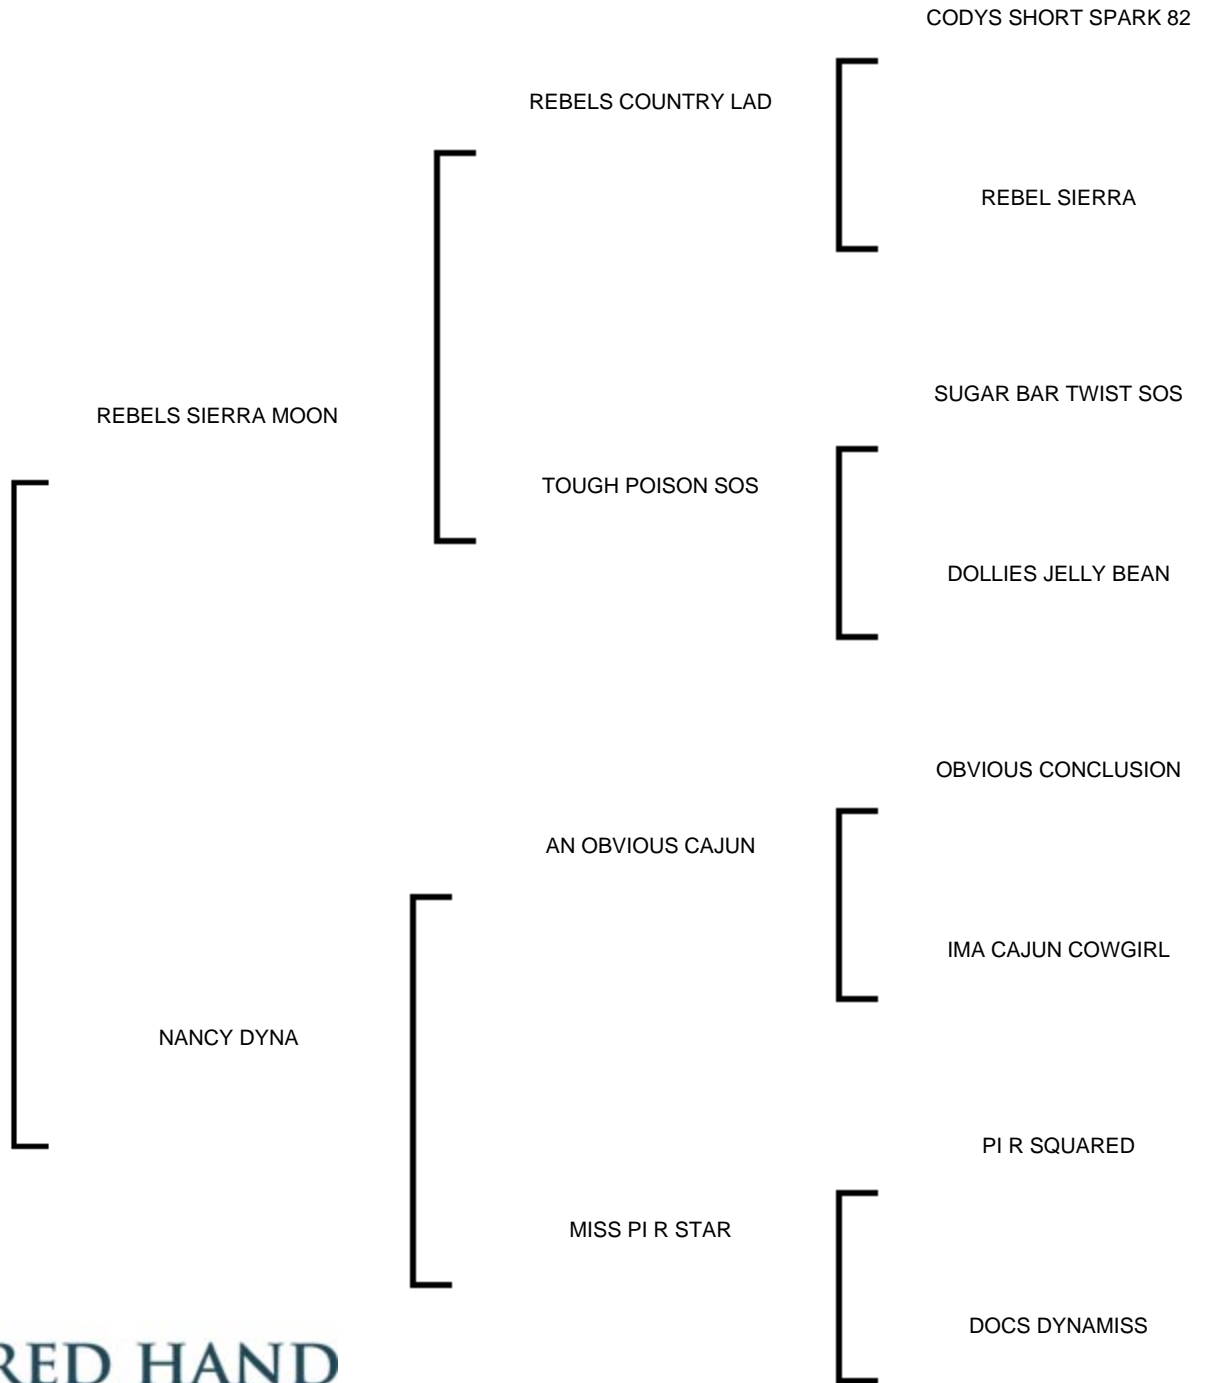 CODYS SHORT SPARK 82
REBELS COUNTRY LAD
REBEL SIERRA
SUGAR BAR TWIST SOS
REBELS SIERRA MOON
TOUGH POISON SOS
DOLLIES JELLY BEAN
OBVIOUS CONCLUSION
AN OBVIOUS CAJUN
IMA CAJUN COWGIRL
NANCY DYNA
PI R SQUARED
MISS PI R STAR
DOCS DYNAMISS
RED HAND